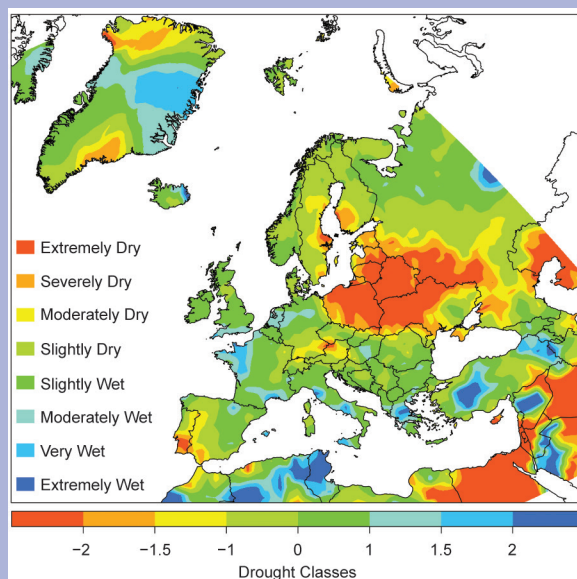 Extremely Dry
Severely Dry
Moderately Dry
Slightly Dry
Slightly Wet
Moderately Wet
Very Wet
Extremely Wet
−2 −1.5 −1 0 1 1.5 2
Drought Classes